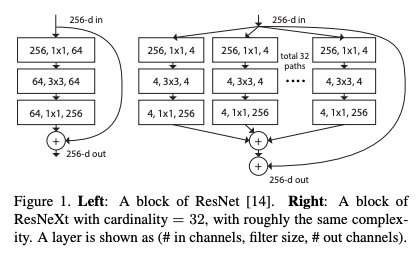 256-d in
256, 1x1, 64
64, 3x3, 64
64, 1x1, 256
+
256-d out
256-d in
256, 1x1, 4
256, 1x1, 4
total 32
paths
256, 1x1, 4
4, 3x3, 4
4, 3x3, 4
....
4, 3x3, 4
4, 1x1, 256
4, 1x1, 256
4, 1x1, 256
+
+
256-d out
Figure 1. Left: A block of ResNet [14]. Right: A block of
ResNeXt with cardinality = 32, with roughly the same complex-
ity. A layer is shown as (# in channels, filter size, # out channels).